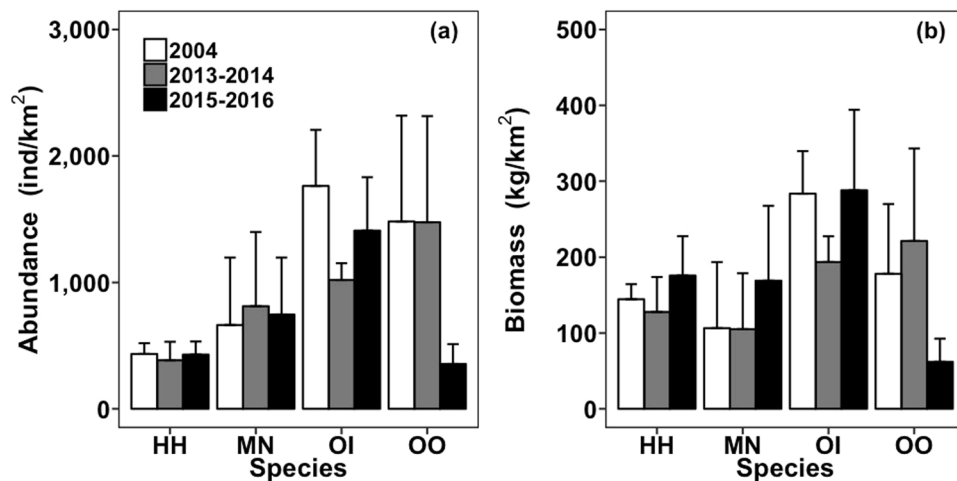 3,000
2,000
1,000
0
Abundance (ind/km²)
(a)
2004
2013-2014
2015-2016
HH MN OI OO
Species
500
400
300
200
100
0
Biomass (kg/km²)
(b)
HH MN OI OO
Species